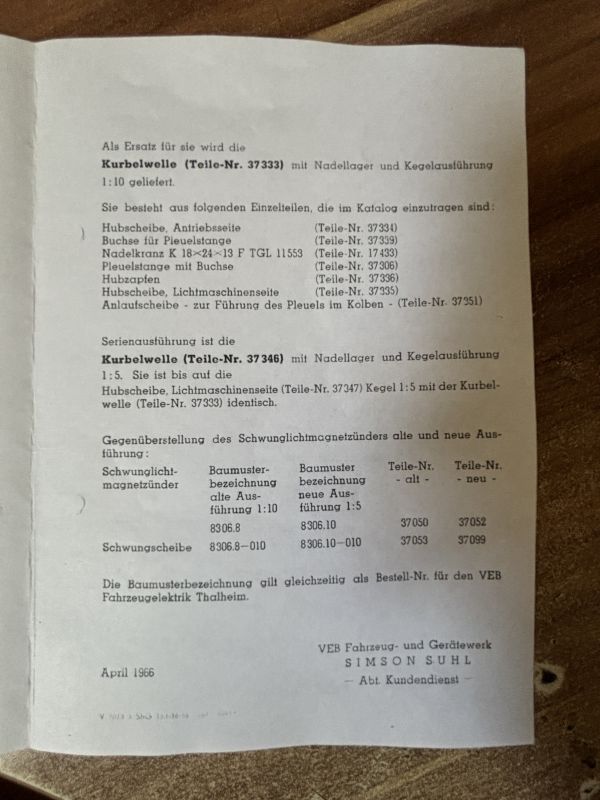 Als Ersatz für sie wird die
Kurbelwelle (Teile-Nr. 37333) mit Nadellager und Kegelausführung
1:10 geliefert.
Sie besteht aus folgenden Einzelteilen, die im Katalog einzutragen sind:
Hubscheibe, Antriebsseite (Teile-Nr. 37334)
Buchse für Pleuelstange (Teile-Nr. 37339)
Nadelkranz K 18×24×13 F TGL 11553 (Teile-Nr. 17433)
Pleuelstange mit Buchse (Teile-Nr. 37306)
Hubzapfen (Teile-Nr. 37336)
Hubscheibe, Lichtmaschinenseite (Teile-Nr. 37335)
Anlaufscheibe - zur Führung des Pleuels im Kolben - (Teile-Nr. 37351)
Serienausführung ist die
Kurbelwelle (Teile-Nr. 37346) mit Nadellager und Kegelausführung
1:5. Sie ist bis auf die
Hubscheibe, Lichtmaschinenseite (Teile-Nr. 37347) Kegel 1:5 mit der Kurbel-
welle (Teile-Nr. 37333) identisch.
Gegenüberstellung des Schwunglichtmagnetzünders alte und neue Aus-
führung:
Schwunglicht- Baumuster- Baumuster Teile-Nr. Teile-Nr.
magnetzünder bezeichnung bezeichnung - alt - - neu -
alte Aus- neue Aus-
führung 1:10 führung 1:5
8306.8 8306.10 37050 37052
Schwungscheibe 8306.8—010 8306.10—010 37053 37099
Die Baumusterbezeichnung gilt gleichzeitig als Bestell-Nr. für den VEB
Fahrzeugelektrik Thalheim.
VEB Fahrzeug- und Gerätewerk
SIMSON SUHL
April 1966
— Abt. Kundendienst —